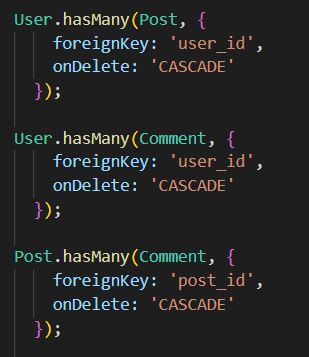 User.hasMany(Post, {
    foreignKey: 'user_id',
    onDelete: 'CASCADE'
  });
User.hasMany(Comment, {
    foreignKey: 'user_id',
    onDelete: 'CASCADE'
  });
Post.hasMany(Comment, {
    foreignKey: 'post_id',
    onDelete: 'CASCADE'
  });